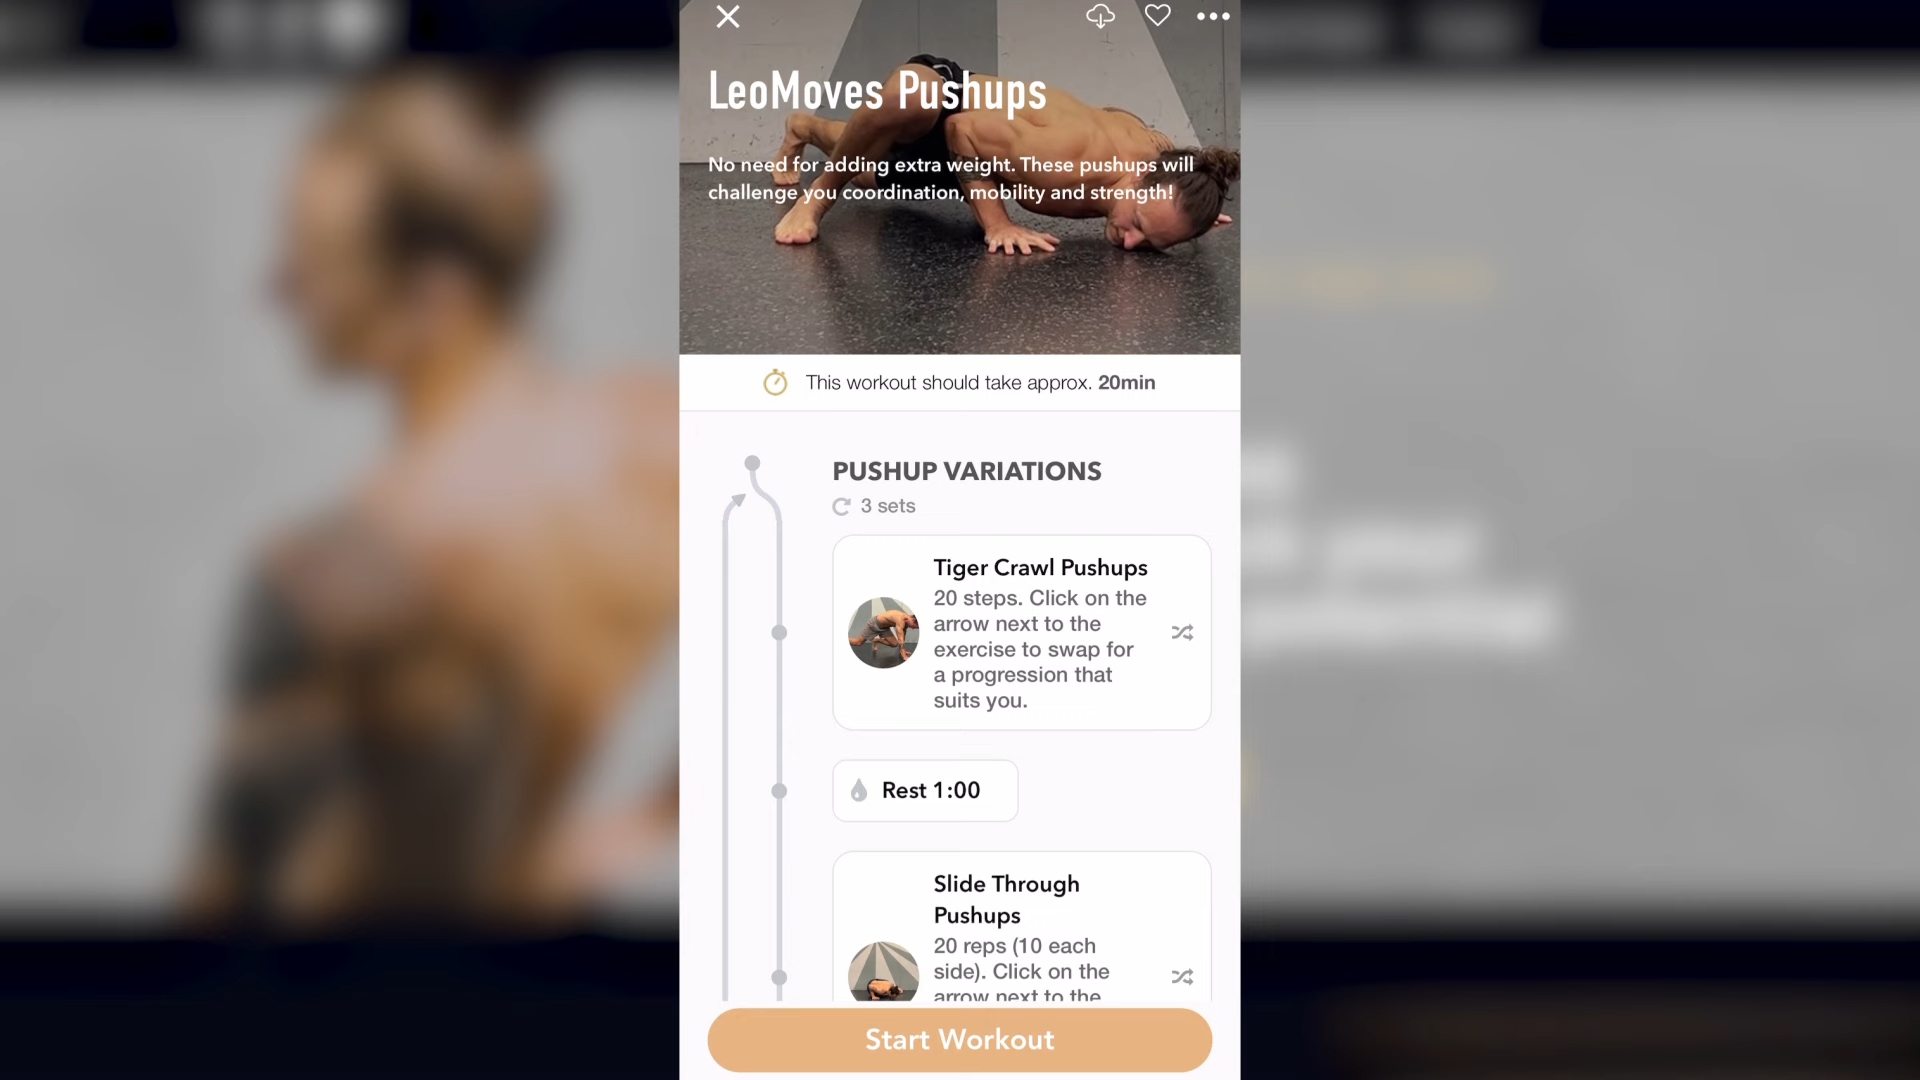 LeoMoves Pushups
No need for adding extra weight. These pushups will
challenge you coordination, mobility and strength!
This workout should take approx. 20min
PUSHUP VARIATIONS
3 sets
Tiger Crawl Pushups
20 steps. Click on the
arrow next to the
exercise to swap for
a progression that
suits you.
Rest 1:00
Slide Through
Pushups
20 reps (10 each
side). Click on the
arrow next to the
Start Workout